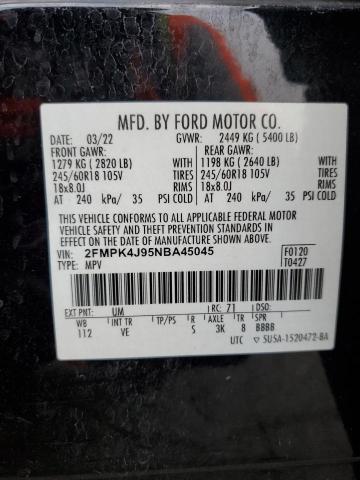 MFD. BY FORD MOTOR CO.
DATE: 03/22 GVWR: 2449 KG ( 5400 LB)
FRONT GAWR: REAR GAWR:
1279 KG ( 2820 LB) WITH 1198 KG ( 2640 LB) WITH
245/60R18 105V TIRES 245/60R18 105V TIRES
18x8.0J RIMS 18x8.0J RIMS
AT 240 kPa/ 35 PSI COLD AT 240 kPa/ 35 PSI COLD
THIS VEHICLE CONFORMS TO ALL APPLICABLE FEDERAL MOTOR
VEHICLE SAFETY AND THEFT PREVENTION STANDARDS IN EFFECT ON
THE DATE OF MANUFACTURE SHOWN ABOVE.
VIN: 2FMPK4J95NBA45045 F0120
TYPE: MPV T0427
EXT PNT: UM RC: 71 DSO:
WB INT TR TP/PS R AXLE TR SPR
112 VE S 3K 8 BBBB
UTC ▽ SU5A-1520472-BA